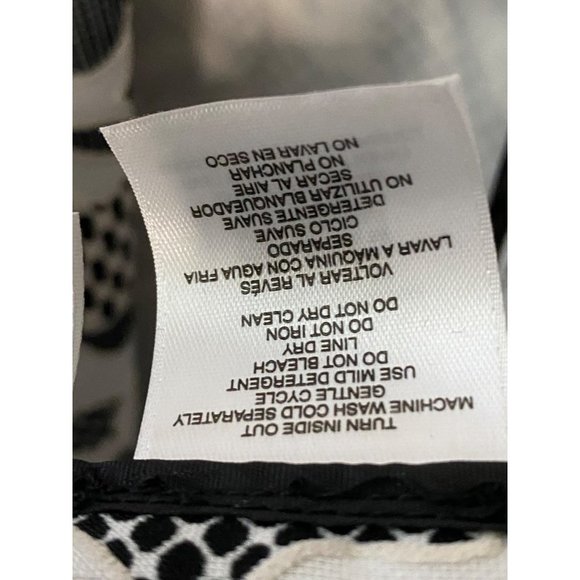 TURN INSIDE OUT
MACHINE WASH COLD SEPARATELY
GENTLE CYCLE
USE MILD DETERGENT
DO NOT BLEACH
LINE DRY
DO NOT IRON
DO NOT DRY CLEAN
VOLTEAR AL REVÉS
LAVAR A MÁQUINA CON AGUA FRIA
SEPARADO
CICLO SUAVE
DETERGENTE SUAVE
NO UTILIZAR BLANQUEADOR
SECAR AL AIRE
NO PLANCHAR
NO LAVAR EN SECO